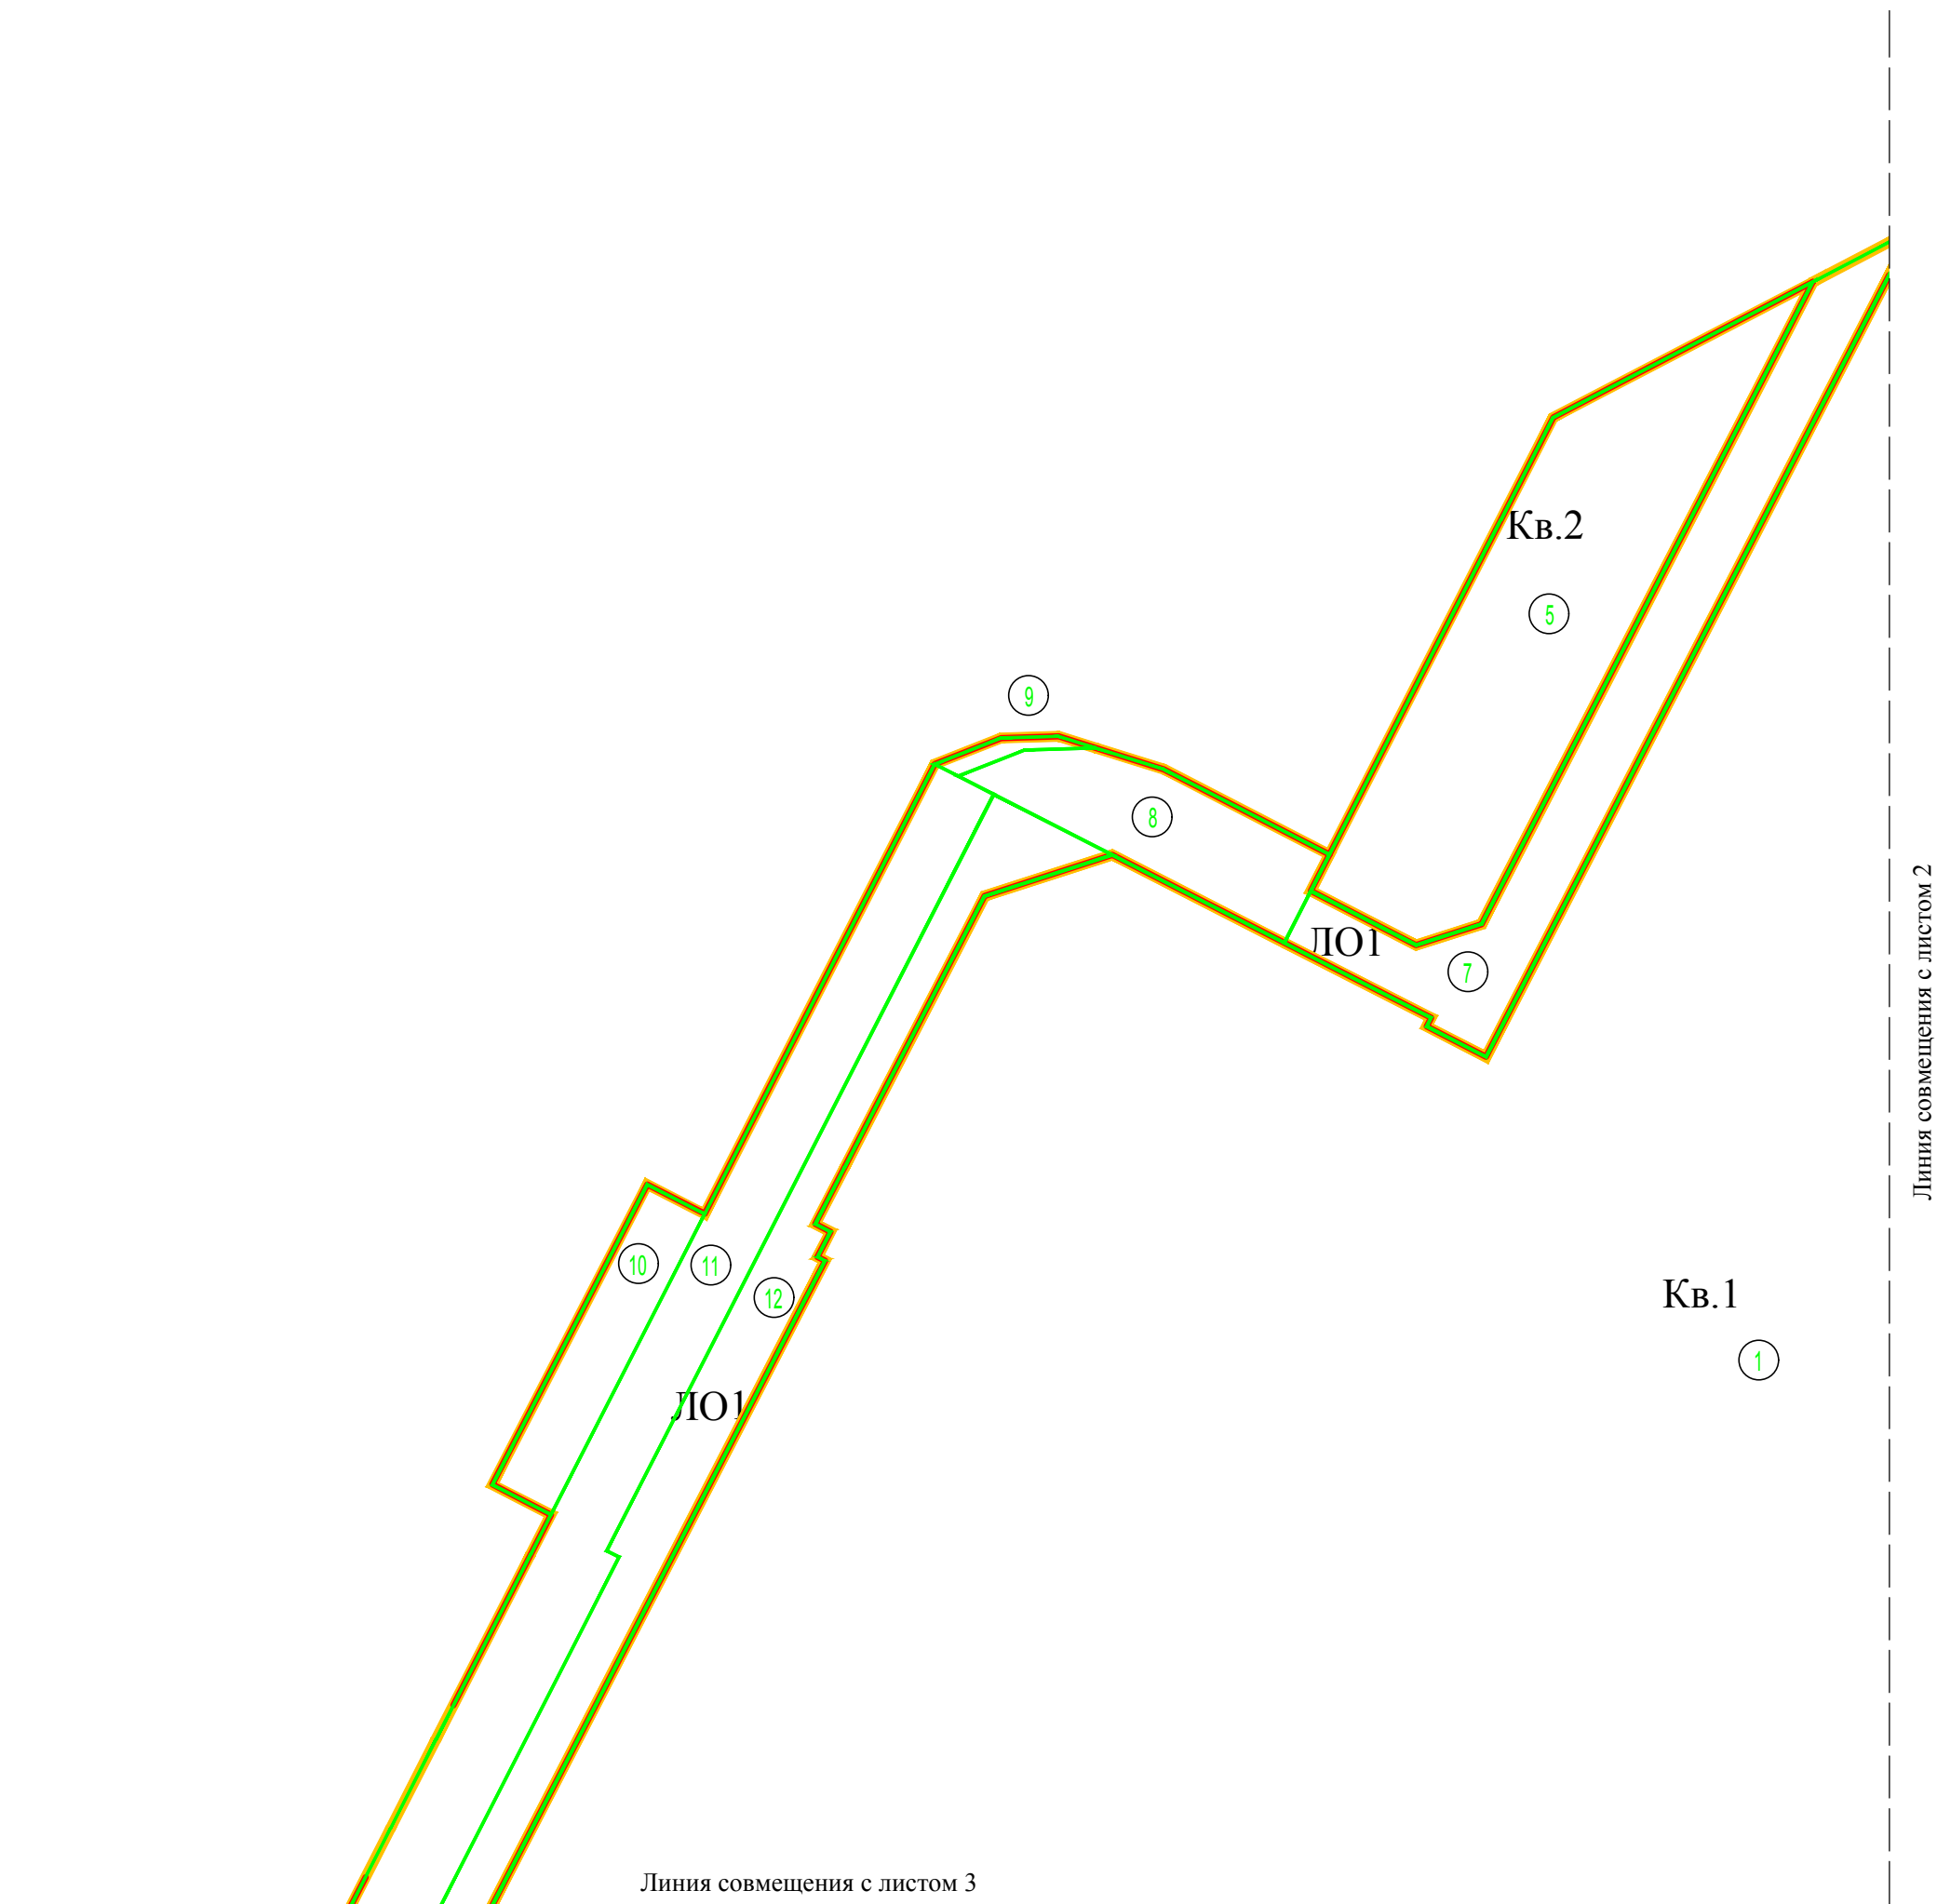 Кв.2
5
9
8
ЛО1
7
Линия совмещения с листом 2
10
11
12
Кв.1
1
ЛО1
Линия совмещения с листом 3